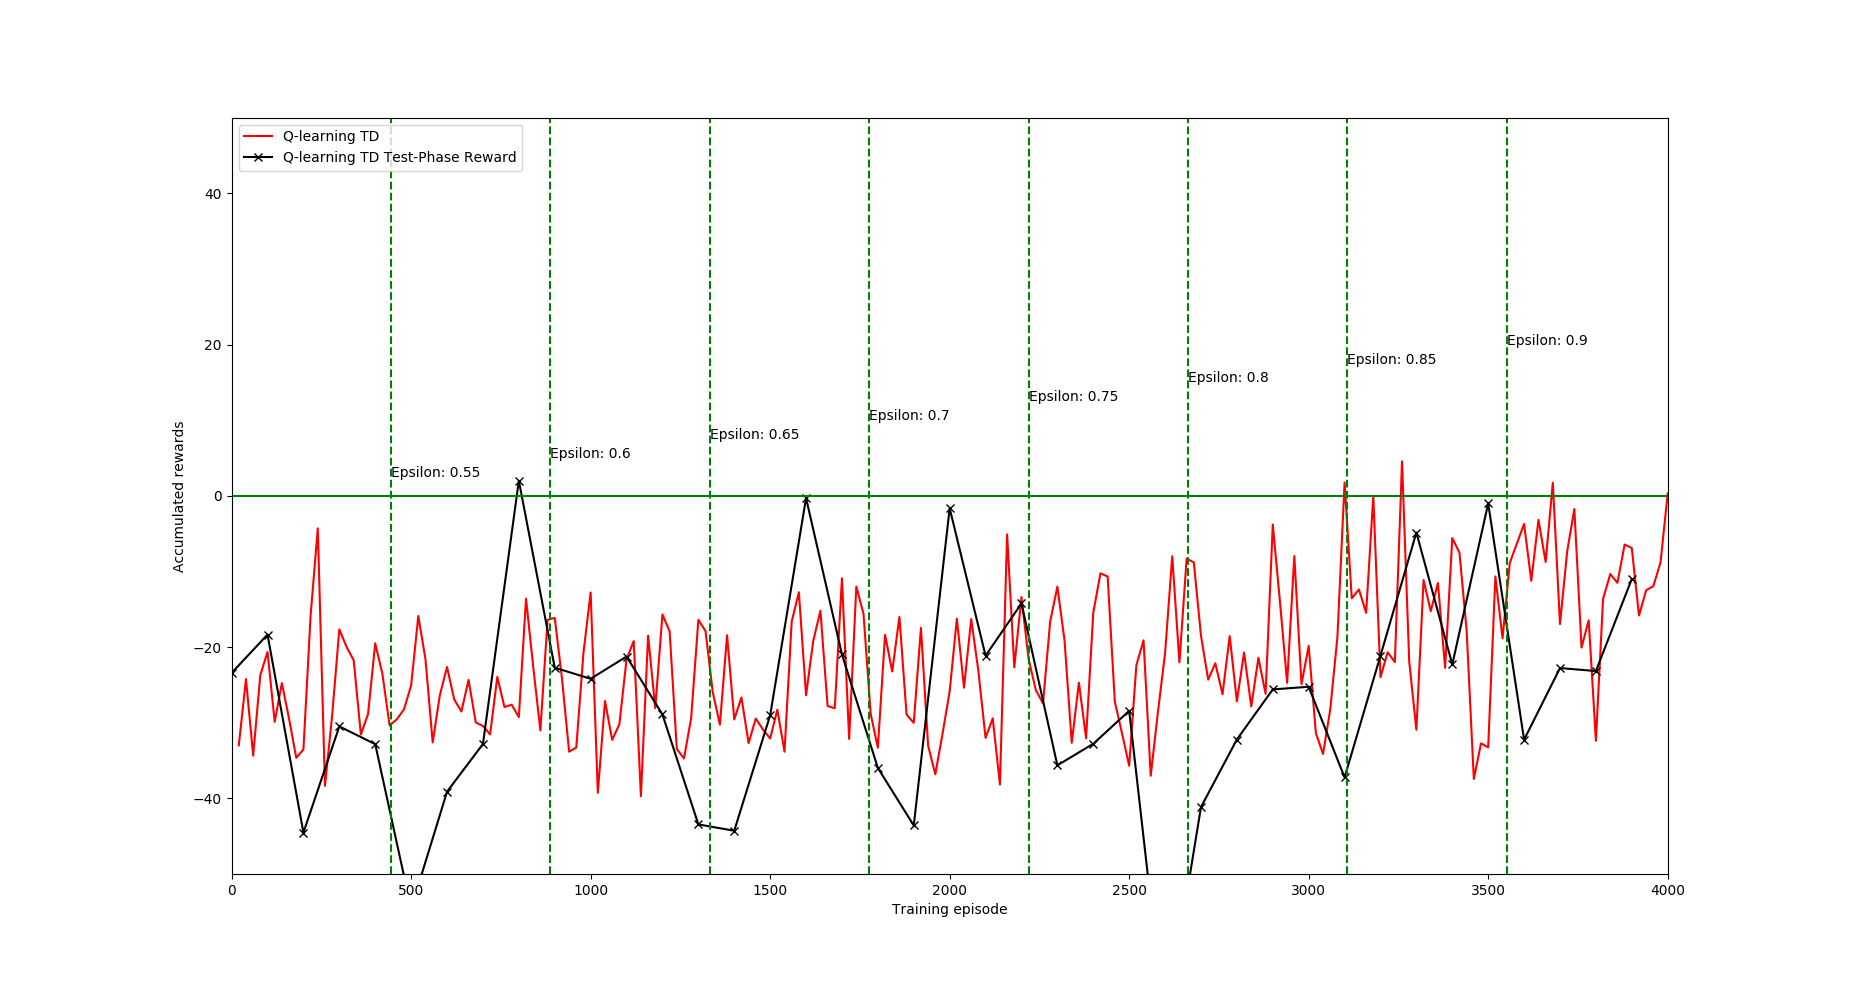 Q-learning TD
Q-learning TD Test-Phase Reward
40
20
0
−20
−40
Accumulated rewards
Epsilon: 0.55
Epsilon: 0.6
Epsilon: 0.65
Epsilon: 0.7
Epsilon: 0.75
Epsilon: 0.8
Epsilon: 0.85
Epsilon: 0.9
0 500 1000 1500 2000 2500 3000 3500 4000
Training episode